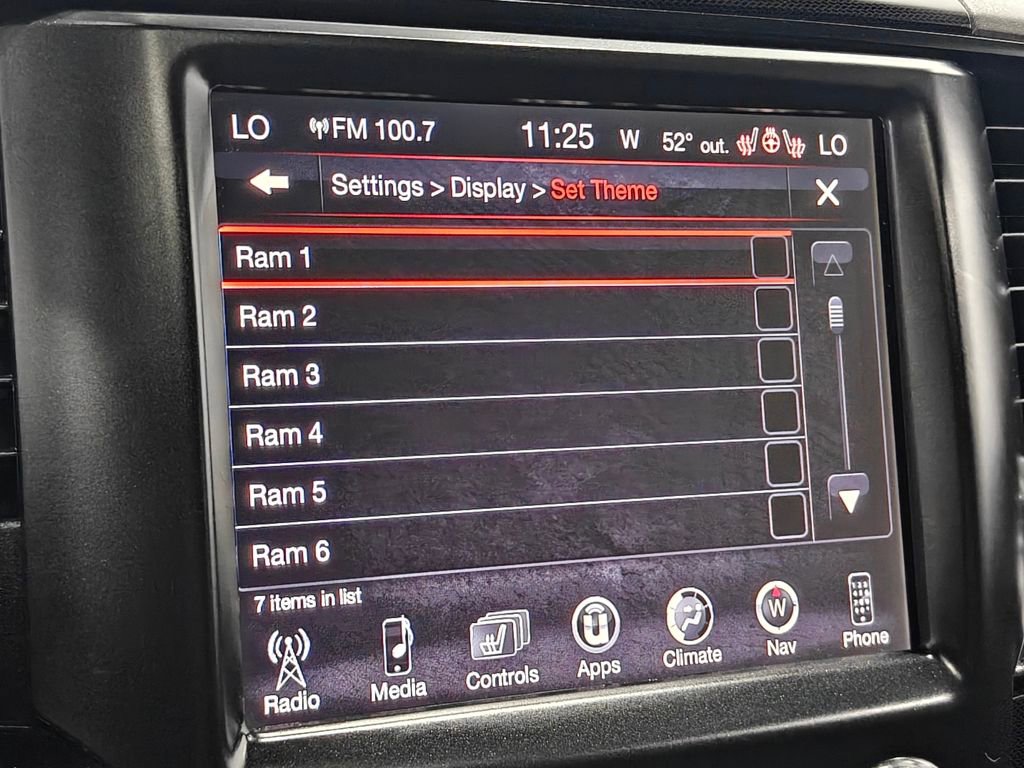 LO FM 100.7 11:25 W 52° out. LO
Settings > Display > Set Theme X
Ram 1
Ram 2
Ram 3
Ram 4
Ram 5
Ram 6
7 items in list
Radio Media Controls Apps Climate W Nav Phone